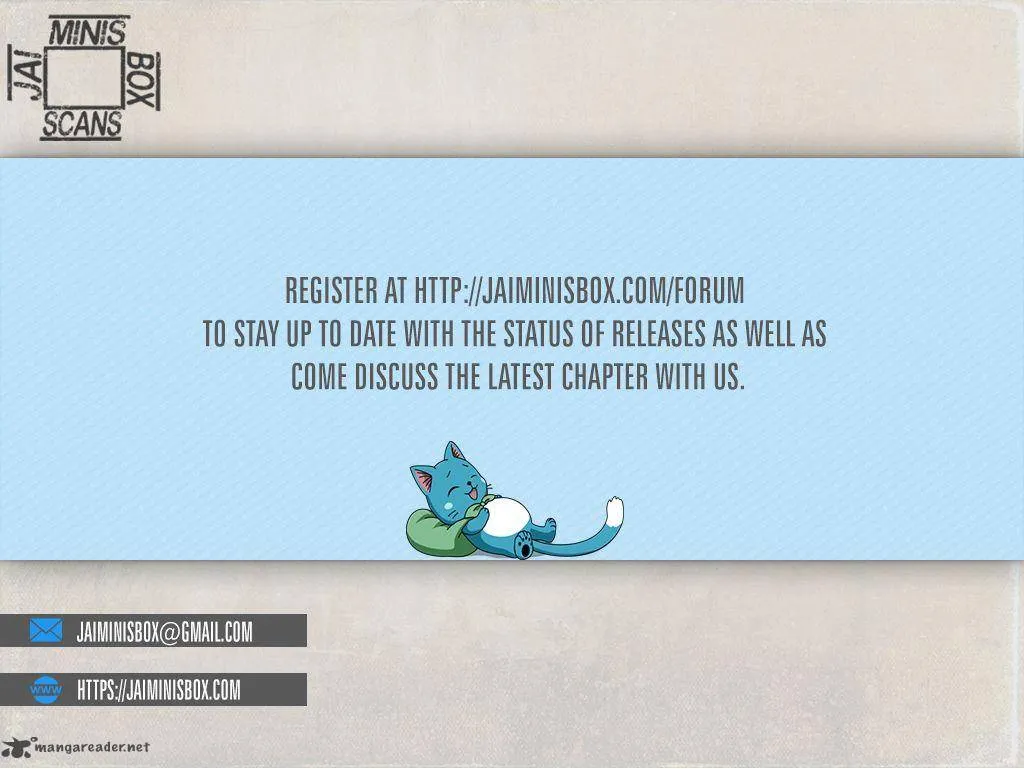 MINIS
JAI
BOX
SCANS
REGISTER AT HTTP://JAIMINISBOX.COM/FORUM
TO STAY UP TO DATE WITH THE STATUS OF RELEASES AS WELL AS
COME DISCUSS THE LATEST CHAPTER WITH US.
JAIMINISBOX@GMAIL.COM
WWW
HTTPS://JAIMINISBOX.COM
mangareader.net